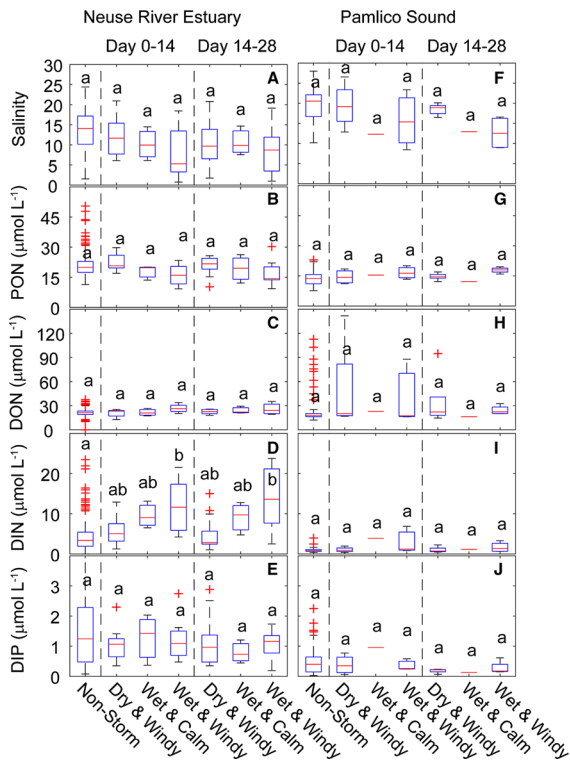 Neuse River Estuary Pamlico Sound
Day 0-14 Day 14-28 Day 0-14 Day 14-28
30
25
20
15
10
5
0
Salinity
a a a a a a a A
a a a a a a a F
45
30
15
0
PON (μmol L-1)
a a a a a a a B
a a a a a a a G
120
90
60
30
0
DON (μmol L-1)
a a a a a a a C
a a a a a a a H
20
10
0
DIN (μmol L-1)
a ab ab b ab ab b D
a a a a a a a I
3
2
1
0
DIP (μmol L-1)
a a a a a a a E
a a a a a a a J
Non-Storm
Dry & Windy
Wet & Calm
Wet & Windy
Dry & Windy
Wet & Calm
Wet & Windy
Non-Storm
Dry & Windy
Wet & Calm
Wet & Windy
Dry & Windy
Wet & Calm
Wet & Windy